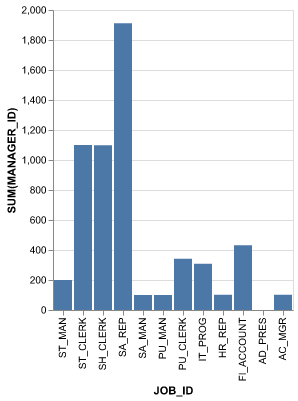 2,000
1,800
1,600
1,400
1,200
1,000
800
600
400
200
0
SUM(MANAGER_ID)
ST_MAN
ST_CLERK
SH_CLERK
SA_REP
SA_MAN
PU_MAN
PU_CLERK
IT_PROG
HR_REP
FI_ACCOUNT
AD_PRES
AC_MGR
JOB_ID